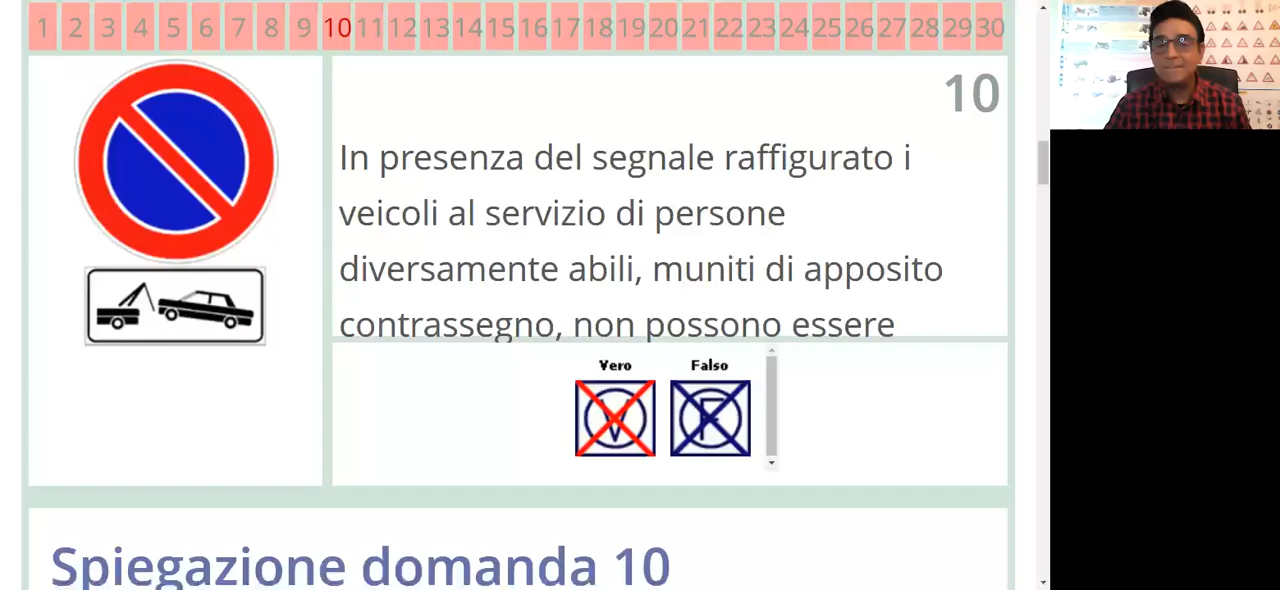 1 2 3 4 5 6 7 8 9 10 11 12 13 14 15 16 17 18 19 20 21 22 23 24 25 26 27 28 29 30
10
In presenza del segnale raffigurato i
veicoli al servizio di persone
diversamente abili, muniti di apposito
contrassegno, non possono essere
Vero Falso
V F
Spiegazione domanda 10